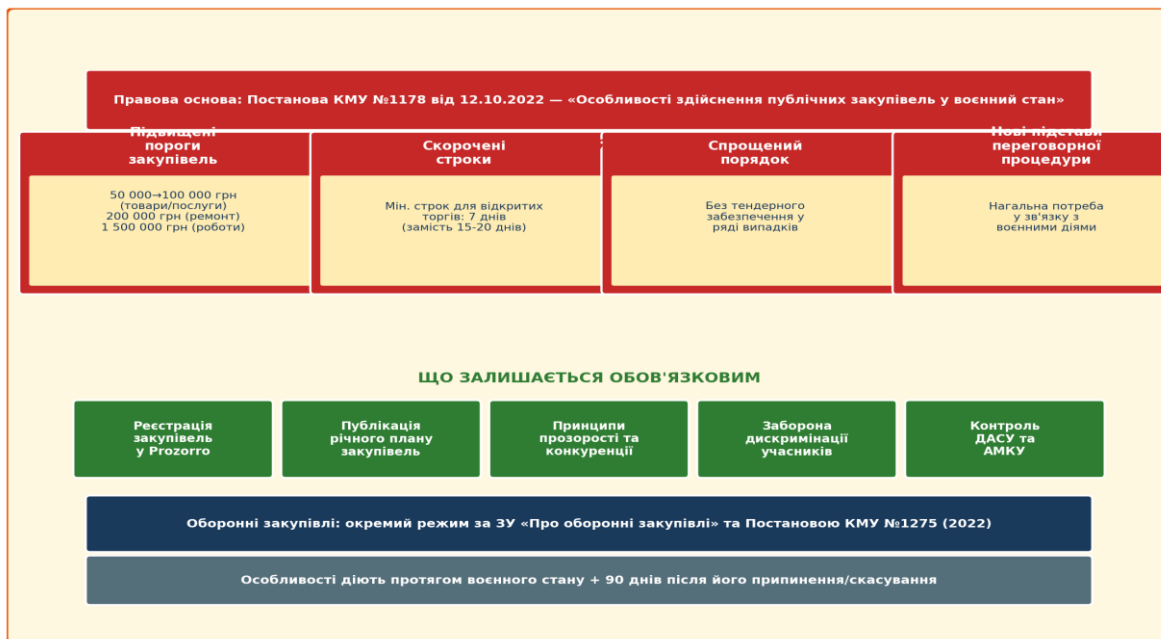 Правова основа: Постанова КМУ №1178 від 12.10.2022 — «Особливості здійснення публічних закупівель у воєнний стан»
Підвищені
пороги
закупівель
50 000→100 000 грн
(товари/послуги)
200 000 грн (ремонт)
1 500 000 грн (роботи)
Скорочені
строки
Мін. строк для відкритих
торгів: 7 днів
(замість 15-20 днів)
Спрощений
порядок
Без тендерного
забезпечення у
ряді випадків
Нові підстави
переговорної
процедури
Нагальна потреба
у зв'язку з
воєнними діями
ЩО ЗАЛИШАЄТЬСЯ ОБОВ'ЯЗКОВИМ
Реєстрація
закупівель
у Prozorro
Публікація
річного плану
закупівель
Принципи
прозорості та
конкуренції
Заборона
дискримінації
учасників
Контроль
ДАСУ та
АМКУ
Оборонні закупівлі: окремий режим за ЗУ «Про оборонні закупівлі» та Постановою КМУ №1275 (2022)
Особливості діють протягом воєнного стану + 90 днів після його припинення/скасування